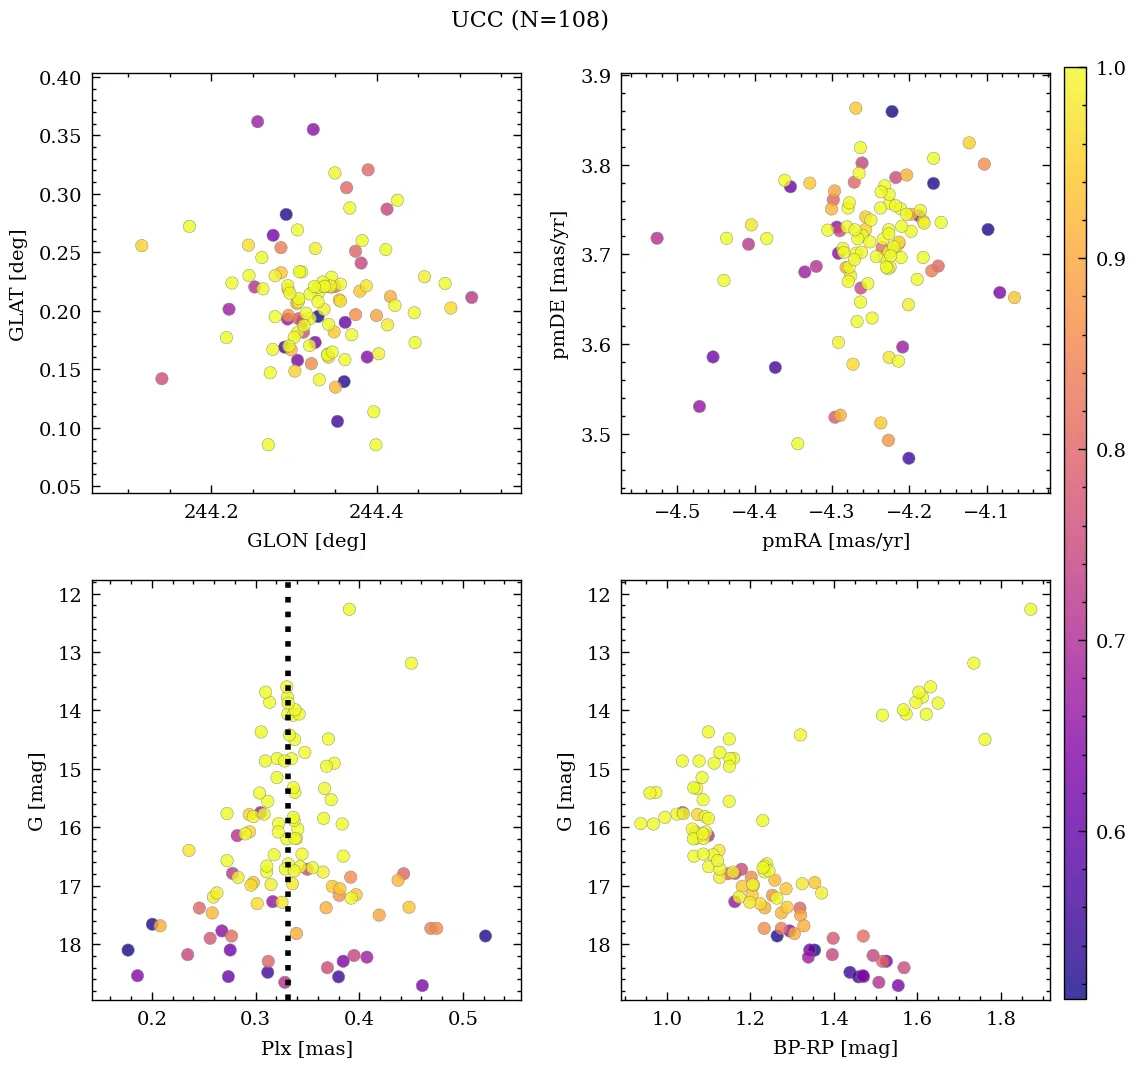 UCC (N=108)
0.40
0.35
0.30
0.25
0.20
0.15
0.10
0.05
GLAT [deg]
244.2 244.4
GLON [deg]
3.9
3.8
3.7
3.6
3.5
pmDE [mas/yr]
−4.5 −4.4 −4.3 −4.2 −4.1
pmRA [mas/yr]
12
13
14
15
16
17
18
G [mag]
0.2 0.3 0.4 0.5
Plx [mas]
12
13
14
15
16
17
18
G [mag]
1.0 1.2 1.4 1.6 1.8
BP-RP [mag]
1.0
0.9
0.8
0.7
0.6